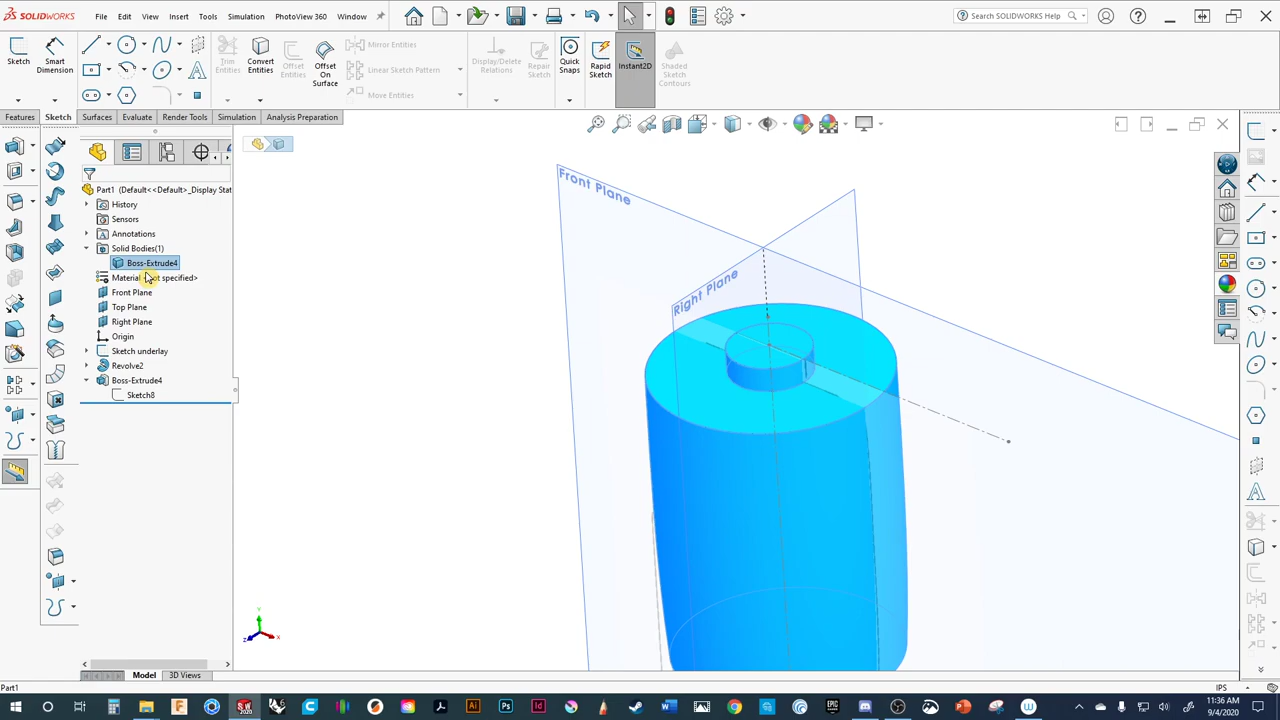 SOLIDWORKS File Edit View Insert Tools Simulation PhotoView 360 Window Search SOLIDWORKS Help
Sketch Smart Dimension Trim Entities Convert Entities Offset Entities Offset On Surface Mirror Entities Linear Sketch Pattern Move Entities Display/Delete Relations Repair Sketch Quick Snaps Rapid Sketch Instant2D Shaded Sketch Contours
Features Sketch Surfaces Evaluate Render Tools Simulation Analysis Preparation
Part1 (Default<<Default>_Display Stat
History
Sensors
Annotations
Solid Bodies(1)
Boss-Extrude4
Material <not specified>
Front Plane
Top Plane
Right Plane
Origin
Sketch underlay
Revolve2
Boss-Extrude4
Sketch8
Front Plane
Right Plane
Y
X
Z
Model 3D Views
Part1 IPS
11:36 AM
9/4/2020